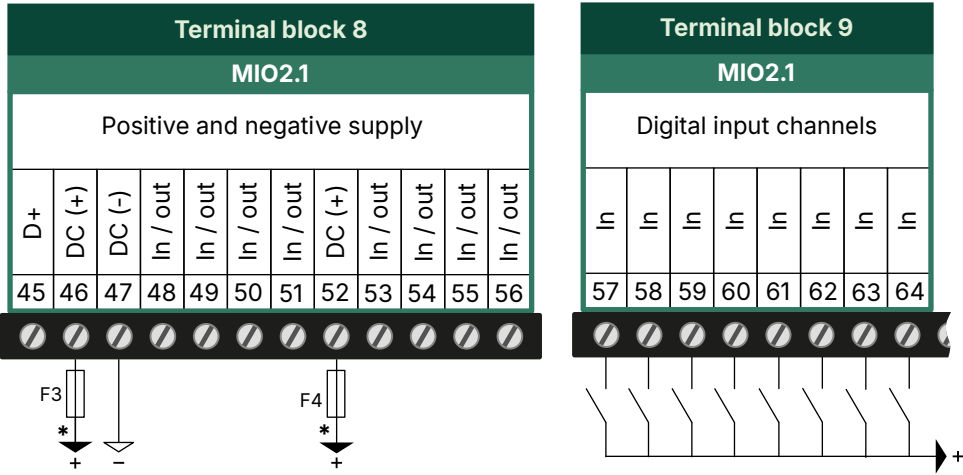 Terminal block 8
MIO2.1
Positive and negative supply
D+ DC (+) DC (-) In / out In / out In / out In / out DC (+) In / out In / out In / out In / out
45 46 47 48 49 50 51 52 53 54 55 56
F3 F4
* *
+ − +
Terminal block 9
MIO2.1
Digital input channels
In In In In In In In In
57 58 59 60 61 62 63 64
+